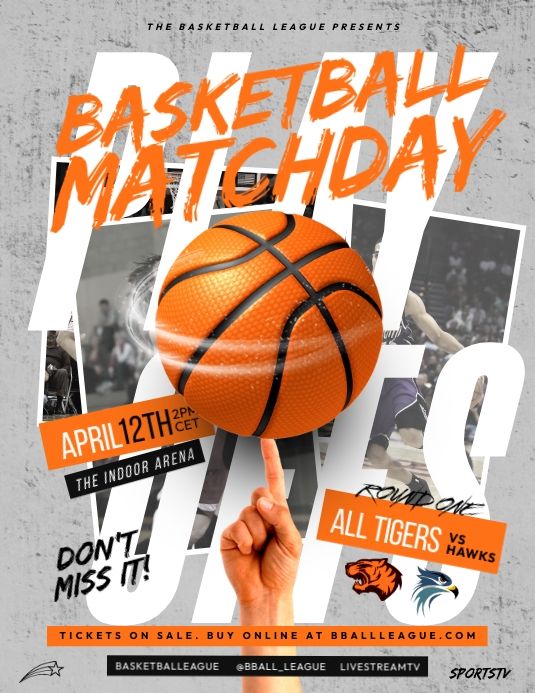 THE BASKETBALL LEAGUE PRESENTS
BASKETBALL
MATCHDAY
APRIL 12TH 2PM CET
THE INDOOR ARENA
ROUND ONE
ALL TIGERS VS HAWKS
DON'T
MISS IT!
TICKETS ON SALE. BUY ONLINE AT BBALLLEAGUE.COM
BASKETBALLEAGUE @BBALL_LEAGUE LIVESTREAMTV
SPORTSTV